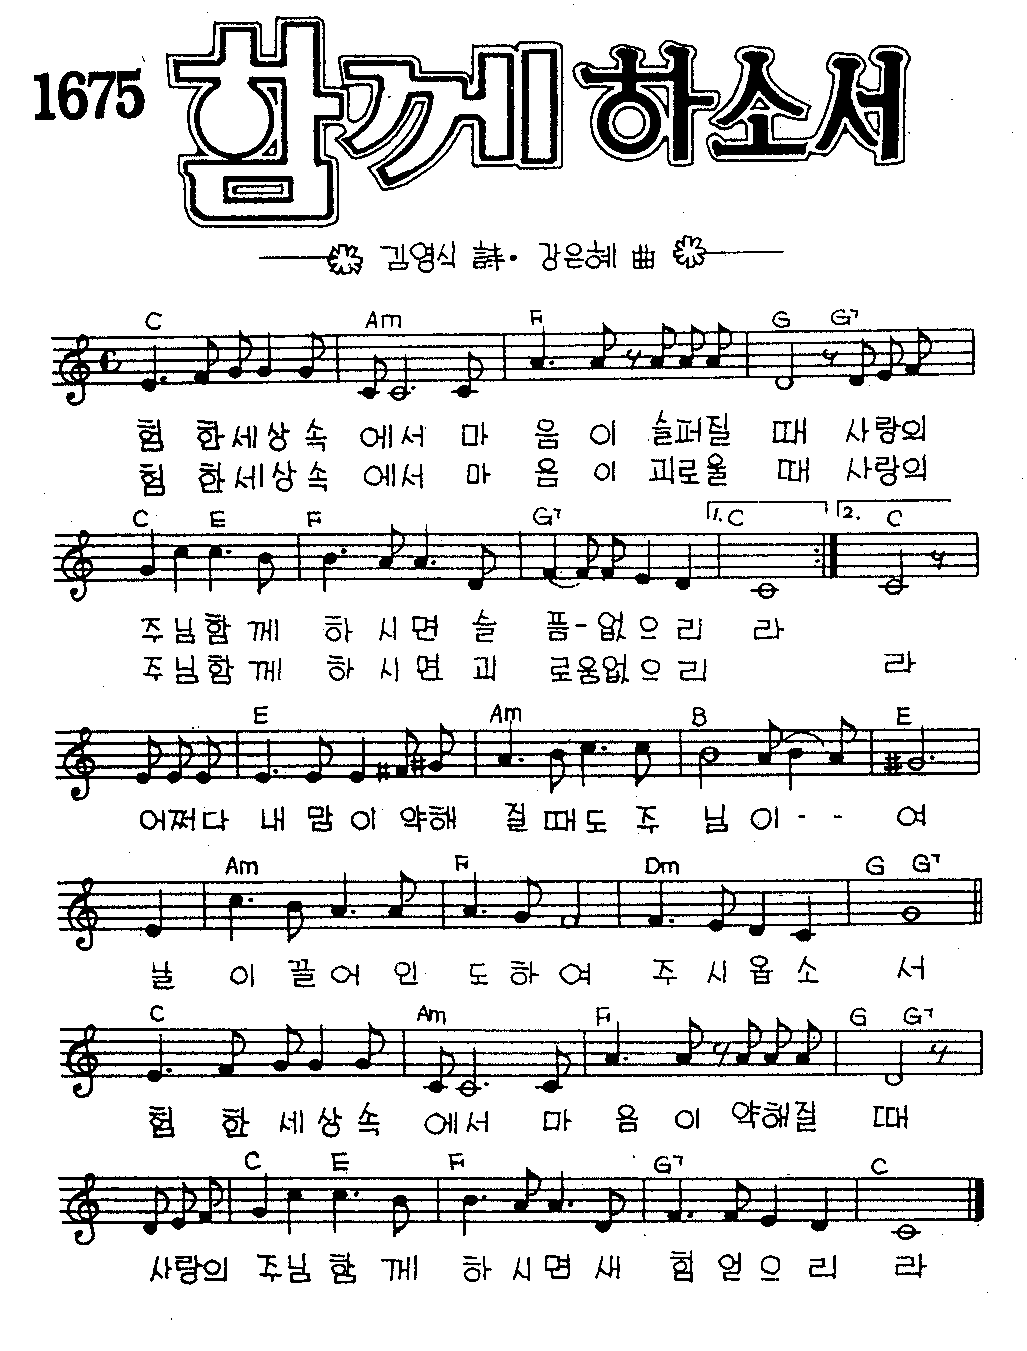 1675 함께하소서
김영식 詩 · 강은혜 曲
C Am F G G7
험 한세상 속 에서 마 음 이 슬퍼질 때 사랑의
험 한세상 속 에서 마 음 이 괴로울 때 사랑의
C E F G7 1. C 2. C
주님함 께 하 시면 슬 픔-없으리 라
주님함 께 하 시면 괴 로움없으리 라
E Am B E
어쩌다 내 맘이 약해 질때도 주 님이-- 여
Am F Dm G G7
날 이 끌어 인 도하여 주 시옵소 서
C Am F G G7
험 한 세상 속 에서 마 음 이 약해질 때
C E F G7 C
사랑의 주님 함 께 하 시면 새 힘 얻으리 라